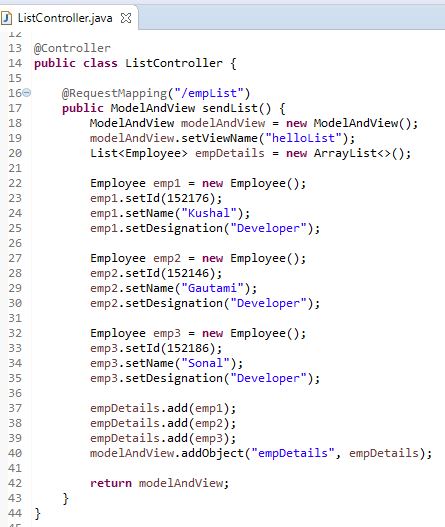 ListController.java
12
13 @Controller
14 public class ListController {
15
16 @RequestMapping("/empList")
17 public ModelAndView sendList() {
18 ModelAndView modelAndView = new ModelAndView();
19 modelAndView.setViewName("helloList");
20 List<Employee> empDetails = new ArrayList<>();
21
22 Employee emp1 = new Employee();
23 emp1.setId(152176);
24 emp1.setName("Kushal");
25 emp1.setDesignation("Developer");
26
27 Employee emp2 = new Employee();
28 emp2.setId(152146);
29 emp2.setName("Gautami");
30 emp2.setDesignation("Developer");
31
32 Employee emp3 = new Employee();
33 emp3.setId(152186);
34 emp3.setName("Sonal");
35 emp3.setDesignation("Developer");
36
37 empDetails.add(emp1);
38 empDetails.add(emp2);
39 empDetails.add(emp3);
40 modelAndView.addObject("empDetails", empDetails);
41
42 return modelAndView;
43 }
44 }
45